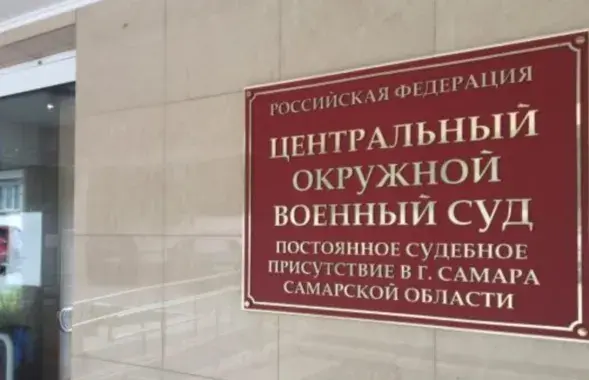 РОССИЙСКАЯ ФЕДЕРАЦИЯ
ЦЕНТРАЛЬНЫЙ
ОКРУЖНОЙ
ВОЕННЫЙ СУД
ПОСТОЯННОЕ СУДЕБНОЕ
ПРИСУТСТВИЕ В Г. САМАРА
САМАРСКОЙ ОБЛАСТИ